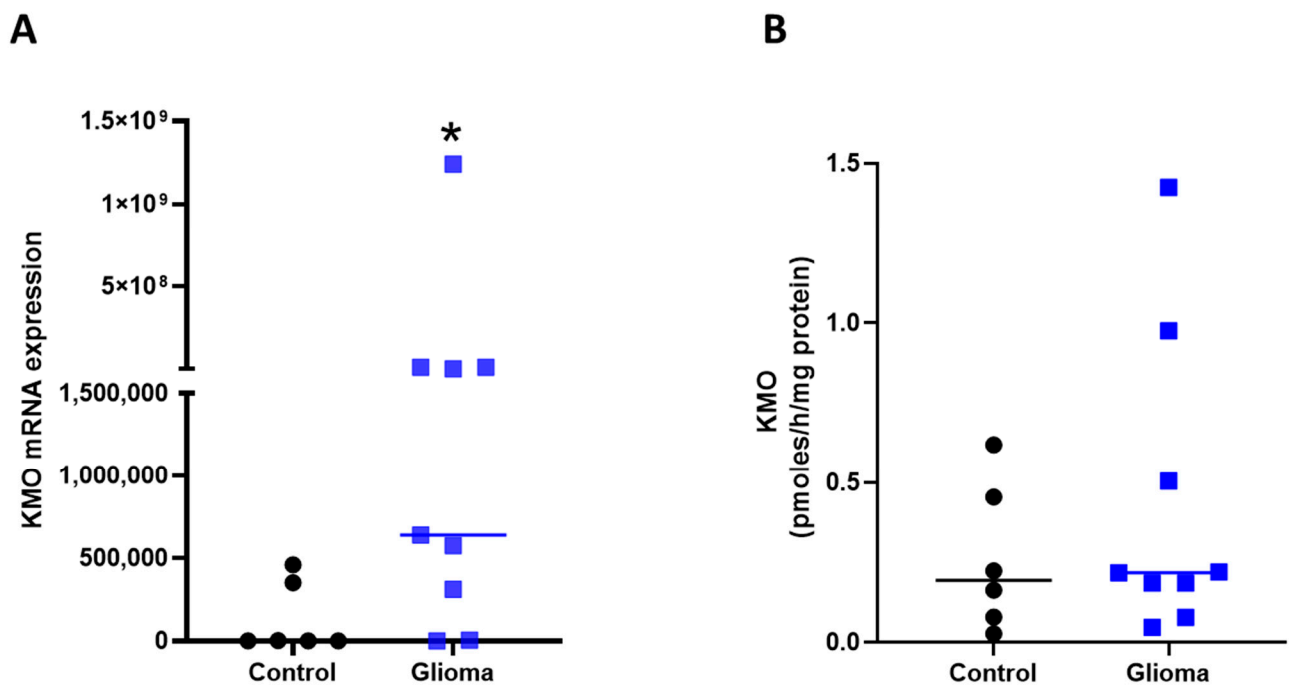 A
KMO mRNA expression
1.5×10⁹
1×10⁹
5×10⁸
1,500,000
1,000,000
500,000
0
*
Control
Glioma
B
KMO
(pmoles/h/mg protein)
1.5
1.0
0.5
0.0
Control
Glioma